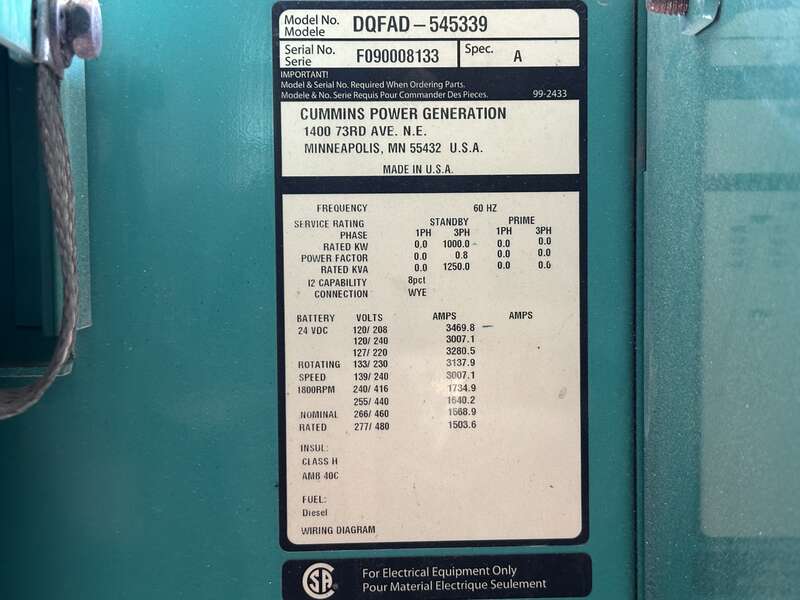 Model No. DQFAD-545339
Modele
Serial No. F090008133 Spec. A
Serie
IMPORTANT!
Model & Serial No. Required When Ordering Parts.
Modele & No. Serie Requis Pour Commander Des Pieces. 99-2433
CUMMINS POWER GENERATION
1400 73RD AVE. N.E.
MINNEAPOLIS, MN 55432 U.S.A.
MADE IN U.S.A.
FREQUENCY 60 HZ
SERVICE RATING STANDBY PRIME
PHASE 1PH 3PH 1PH 3PH
RATED KW 0.0 1000.0 0.0 0.0
POWER FACTOR 0.0 0.8 0.0 0.0
RATED KVA 0.0 1250.0 0.0 0.0
I2 CAPABILITY 8pct
CONNECTION WYE
BATTERY VOLTS AMPS AMPS
24 VDC 120/ 208 3469.8
120/ 240 3007.1
127/ 220 3280.5
ROTATING 133/ 230 3137.9
SPEED 139/ 240 3007.1
1800RPM 240/ 416 1734.9
255/ 440 1640.2
NOMINAL 266/ 460 1568.9
RATED 277/ 480 1503.6
INSUL:
CLASS H
AMB 40C
FUEL:
Diesel
WIRING DIAGRAM
CSA For Electrical Equipment Only
Pour Material Electrique Seulement